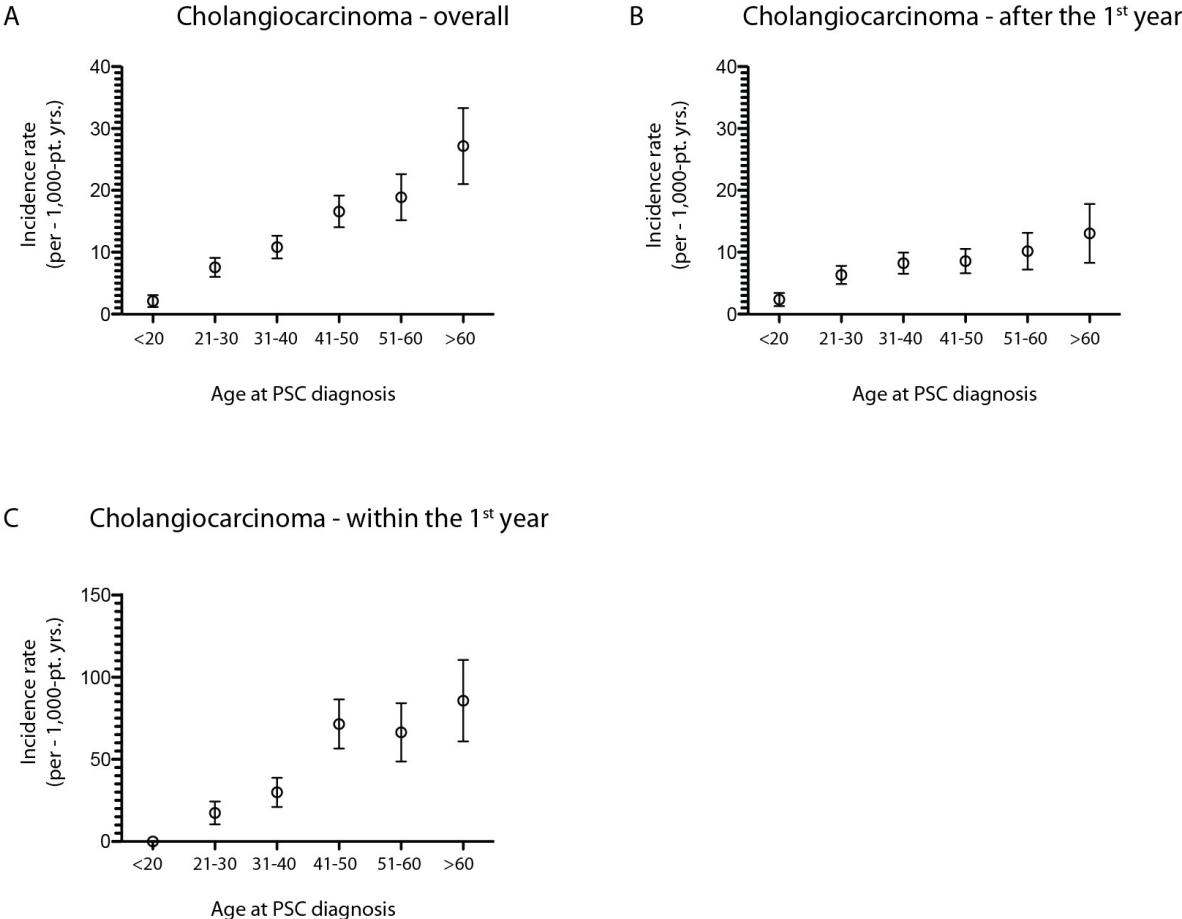 A
Cholangiocarcinoma - overall
40
30
20
10
0
Incidence rate
(per - 1,000-pt. yrs.)
<20 21-30 31-40 41-50 51-60 >60
Age at PSC diagnosis
B
Cholangiocarcinoma - after the 1st year
40
30
20
10
0
Incidence rate
(per - 1,000-pt. yrs.)
<20 21-30 31-40 41-50 51-60 >60
Age at PSC diagnosis
C
Cholangiocarcinoma - within the 1st year
150
100
50
0
Incidence rate
(per - 1,000-pt. yrs.)
<20 21-30 31-40 41-50 51-60 >60
Age at PSC diagnosis